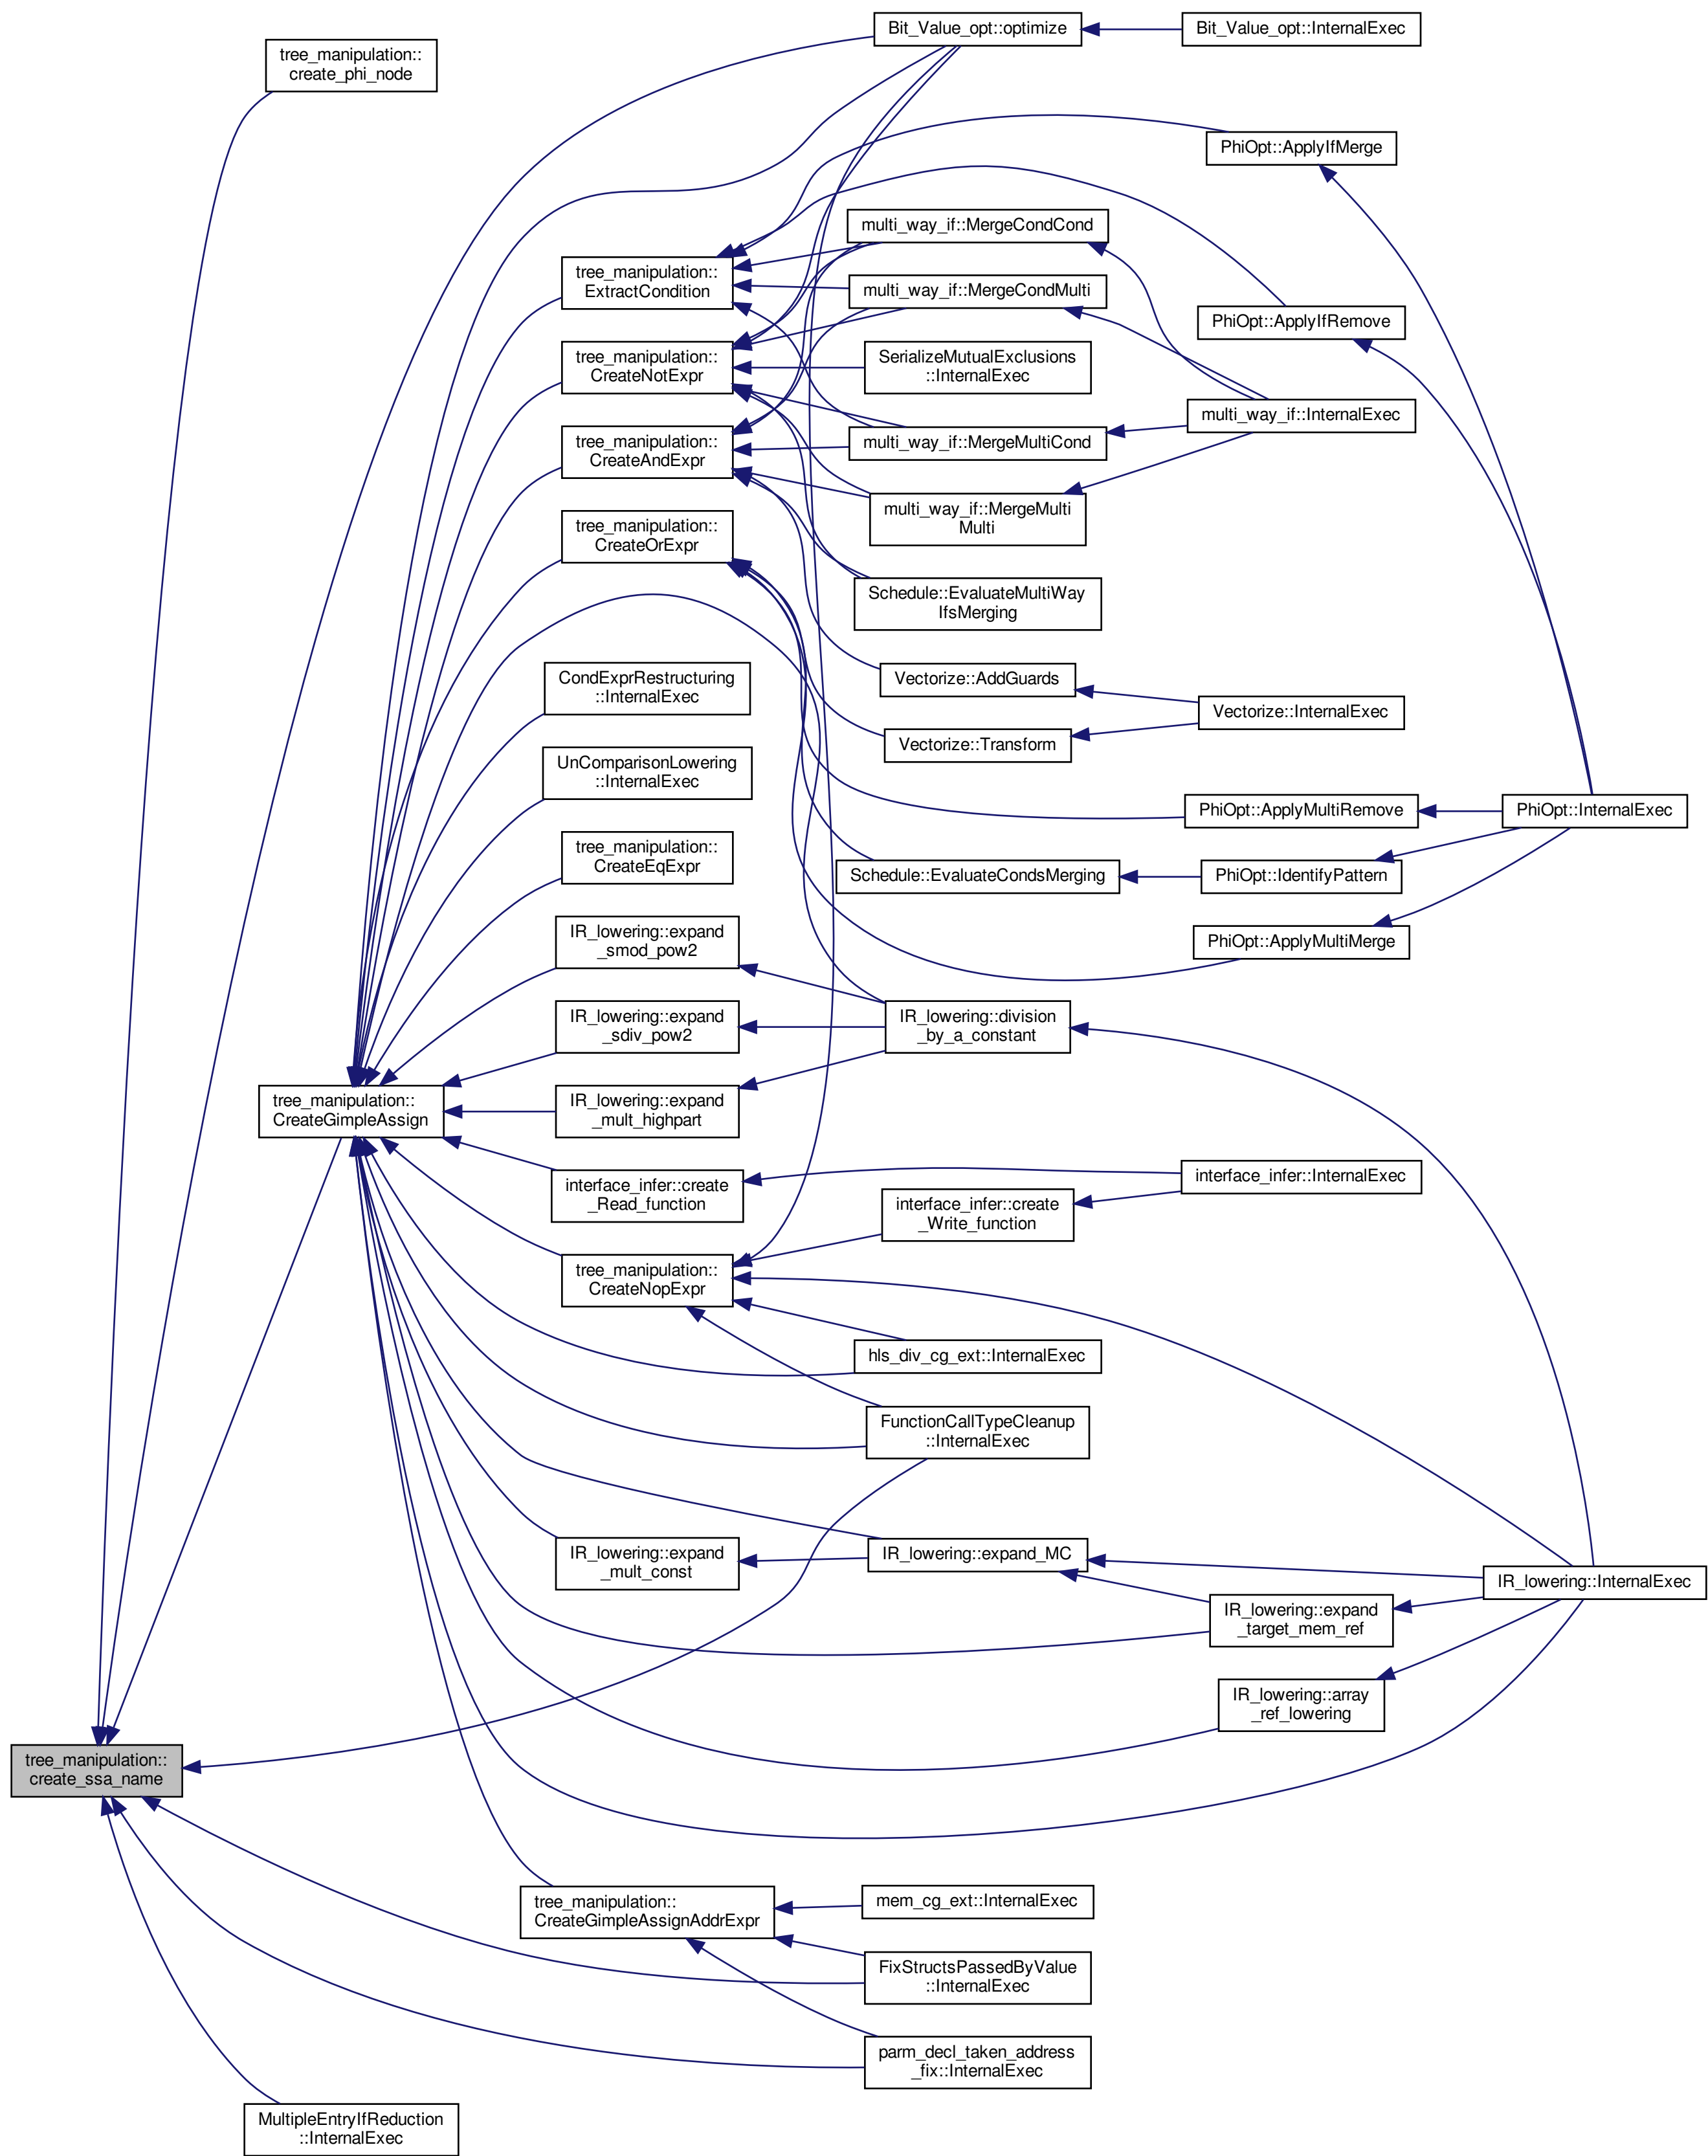 Bit_Value_opt::optimize
Bit_Value_opt::InternalExec
tree_manipulation::
create_phi_node
PhiOpt::ApplyIfMerge
multi_way_if::MergeCondCond
tree_manipulation::
ExtractCondition
multi_way_if::MergeCondMulti
PhiOpt::ApplyIfRemove
tree_manipulation::
CreateNotExpr
SerializeMutualExclusions
::InternalExec
multi_way_if::InternalExec
tree_manipulation::
CreateAndExpr
multi_way_if::MergeMultiCond
multi_way_if::MergeMulti
Multi
tree_manipulation::
CreateOrExpr
Schedule::EvaluateMultiWay
IfsMerging
CondExprRestructuring
::InternalExec
Vectorize::AddGuards
Vectorize::InternalExec
Vectorize::Transform
UnComparisonLowering
::InternalExec
PhiOpt::ApplyMultiRemove
PhiOpt::InternalExec
tree_manipulation::
CreateEqExpr
Schedule::EvaluateCondsMerging
PhiOpt::IdentifyPattern
IR_lowering::expand
_smod_pow2
PhiOpt::ApplyMultiMerge
IR_lowering::expand
_sdiv_pow2
IR_lowering::division
_by_a_constant
tree_manipulation::
CreateGimpleAssign
IR_lowering::expand
_mult_highpart
interface_infer::create
_Read_function
interface_infer::InternalExec
interface_infer::create
_Write_function
tree_manipulation::
CreateNopExpr
hls_div_cg_ext::InternalExec
FunctionCallTypeCleanup
::InternalExec
IR_lowering::expand
_mult_const
IR_lowering::expand_MC
IR_lowering::InternalExec
IR_lowering::expand
_target_mem_ref
IR_lowering::array
_ref_lowering
tree_manipulation::
create_ssa_name
tree_manipulation::
CreateGimpleAssignAddrExpr
mem_cg_ext::InternalExec
FixStructsPassedByValue
::InternalExec
parm_decl_taken_address
_fix::InternalExec
MultipleEntryIfReduction
::InternalExec